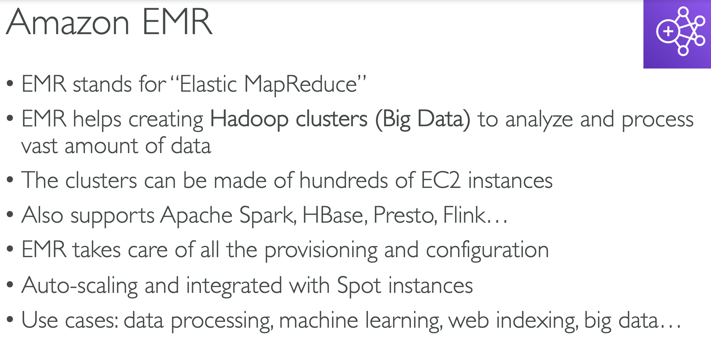 Amazon EMR
• EMR stands for “Elastic MapReduce”
• EMR helps creating Hadoop clusters (Big Data) to analyze and process
vast amount of data
• The clusters can be made of hundreds of EC2 instances
• Also supports Apache Spark, HBase, Presto, Flink…
• EMR takes care of all the provisioning and configuration
• Auto-scaling and integrated with Spot instances
• Use cases: data processing, machine learning, web indexing, big data…